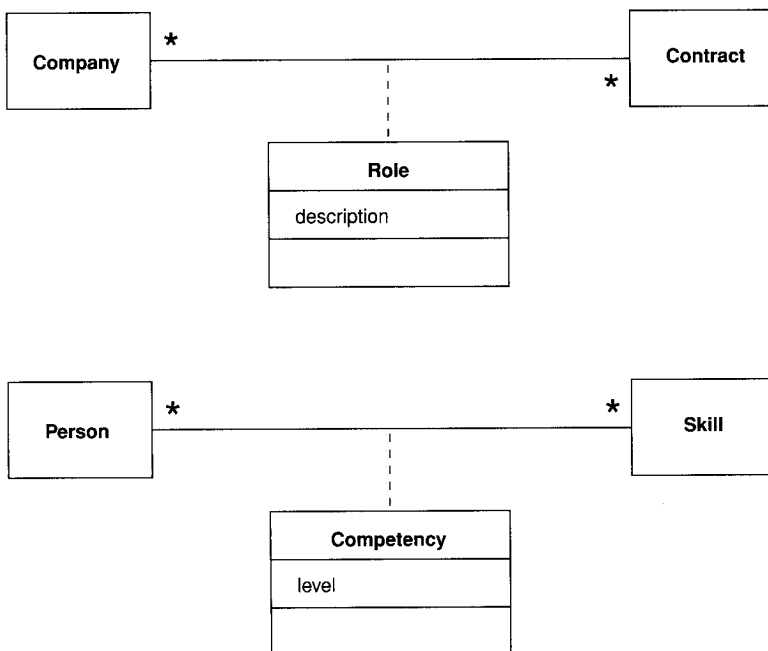 Company
*
*
Contract
Role
description
Person
*
*
Skill
Competency
level